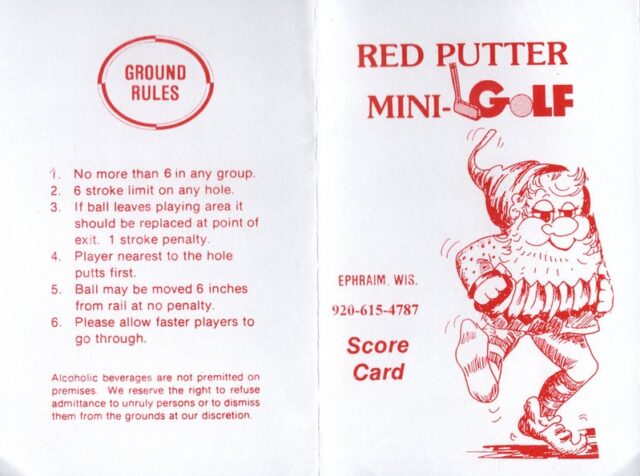 GROUND
RULES
1. No more than 6 in any group.
2. 6 stroke limit on any hole.
3. If ball leaves playing area it
should be replaced at point of
exit. 1 stroke penalty.
4. Player nearest to the hole
putts first.
5. Ball may be moved 6 inches
from rail at no penalty.
6. Please allow faster players to
go through.
Alcoholic beverages are not premitted on
premises. We reserve the right to refuse
admittance to unruly persons or to dismiss
them from the grounds at our discretion.
RED PUTTER
MINI-GOLF
EPHRAIM, WIS.
920-615-4787
Score
Card